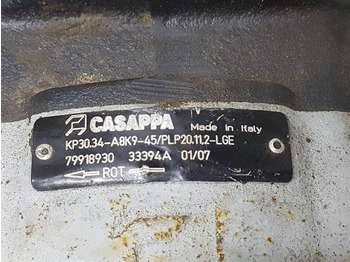 CASAPPA Made in Italy
KP30.34-A8K9-45/PLP20.11,2-LGE
79918930 33394A 01/07
ROT